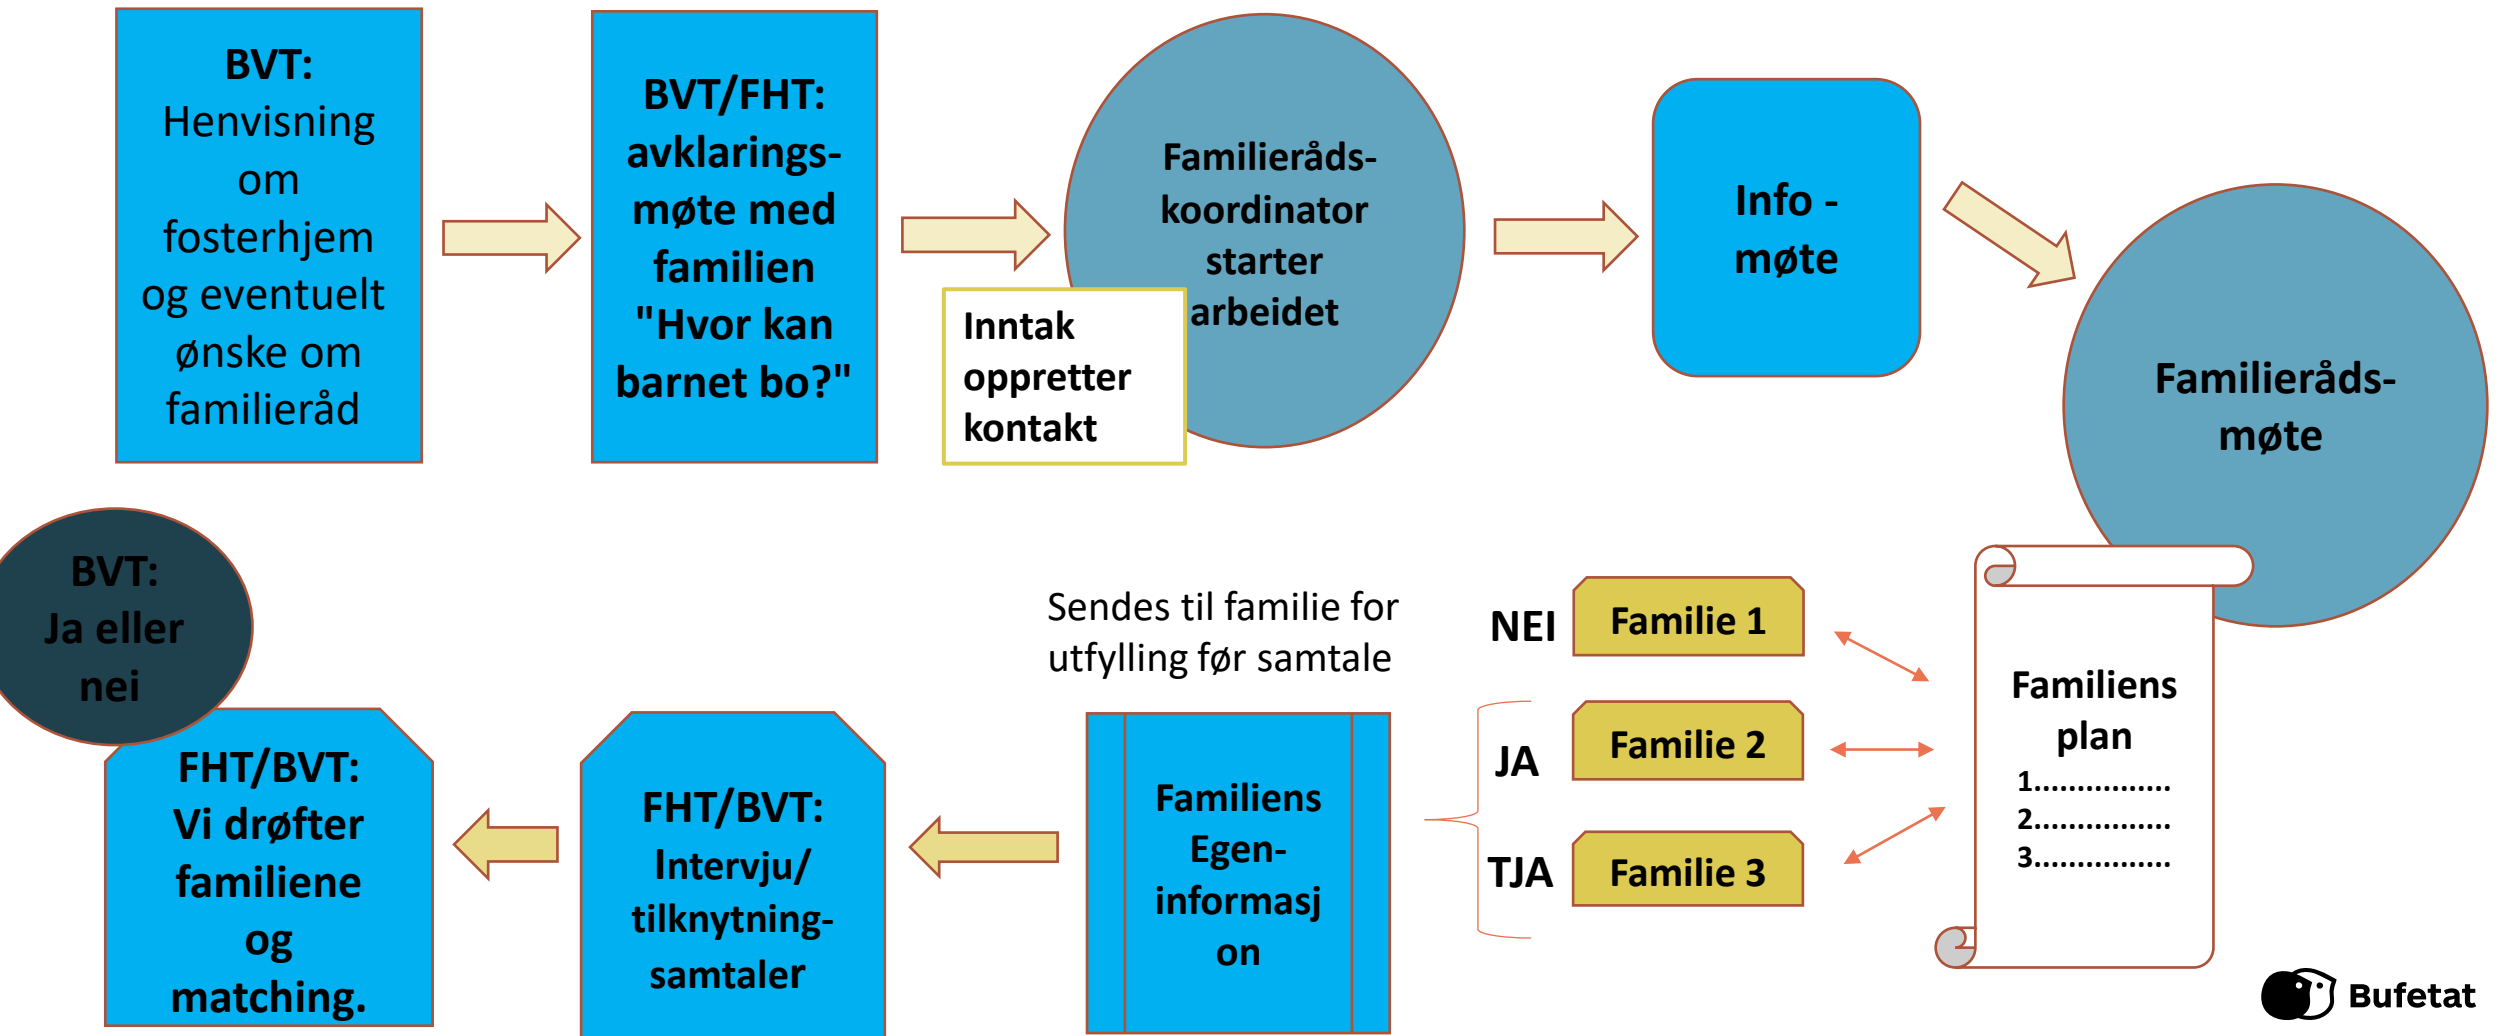 BVT:
Henvisning
om
fosterhjem
og eventuelt
ønske om
familieråd
BVT/FHT:
avklarings-
møte med
familien
"Hvor kan
barnet bo?"
Inntak
oppretter
kontakt
Familieråds-
koordinator
starter
arbeidet
Info -
møte
Familieråds-
møte
Familiens
plan
1................
2................
3................
NEI
Familie 1
JA
Familie 2
TJA
Familie 3
Sendes til familie for
utfylling før samtale
Familiens
Egen-
informasj
on
FHT/BVT:
Intervju/
tilknytning-
samtaler
FHT/BVT:
Vi drøfter
familiene
og
matching.
BVT:
Ja eller
nei
Bufetat